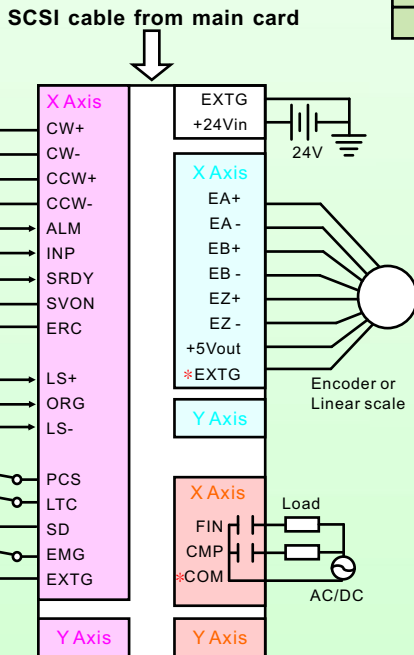 SCSI cable from main card
X Axis
CW+
CW-
CCW+
CCW-
ALM
INP
SRDY
SVON
ERC
LS+
ORG
LS-
PCS
LTC
SD
EMG
EXTG
Y Axis
EXTG
+24Vin
24V
X Axis
EA+
EA -
EB+
EB -
EZ+
EZ -
+5Vout
*EXTG
Encoder or
Linear scale
Y Axis
X Axis
FIN
CMP
*COM
Load
AC/DC
Y Axis